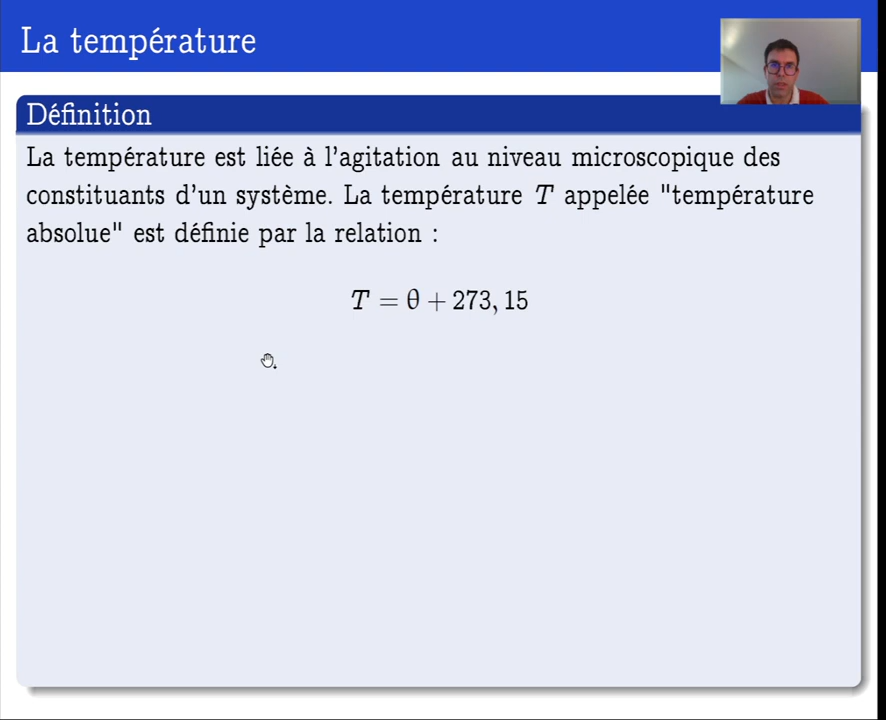 La température
Définition
La température est liée à l'agitation au niveau microscopique des
constituants d'un système. La température T appelée "température
absolue" est définie par la relation :
T = θ + 273, 15